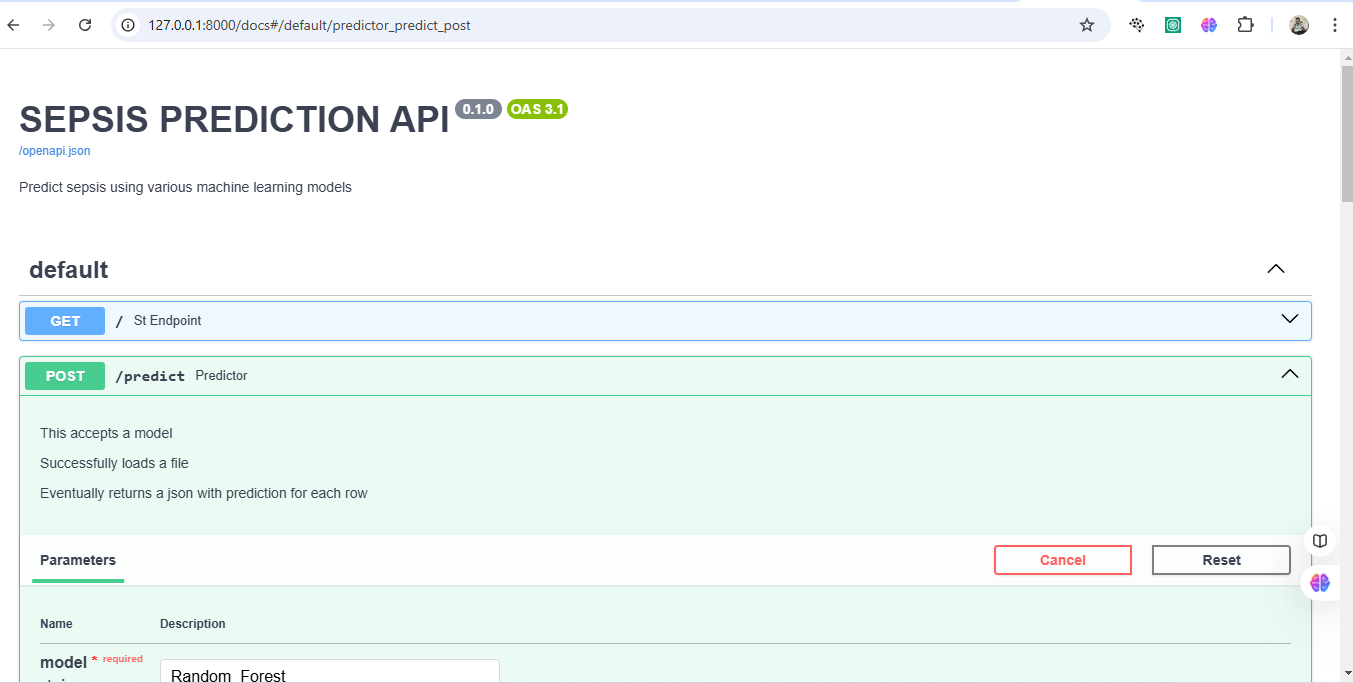 127.0.0.1:8000/docs#/default/predictor_predict_post
SEPSIS PREDICTION API 0.1.0 OAS 3.1
/openapi.json
Predict sepsis using various machine learning models
default
GET / St Endpoint
POST /predict Predictor
This accepts a model
Successfully loads a file
Eventually returns a json with prediction for each row
Parameters Cancel Reset
Name Description
model * required
Random_Forest